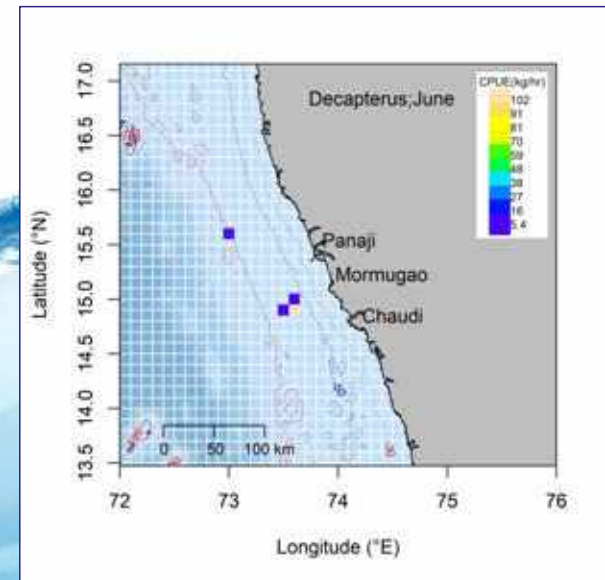 Decapterus;June
CPUE(kg/hr)
102
91
81
70
59
48
38
27
16
5.4
Panaji
Mormugao
Chaudi
0 50 100 km
17.0
16.5
16.0
15.5
15.0
14.5
14.0
13.5
72 73 74 75 76
Latitude (°N)
Longitude (°E)